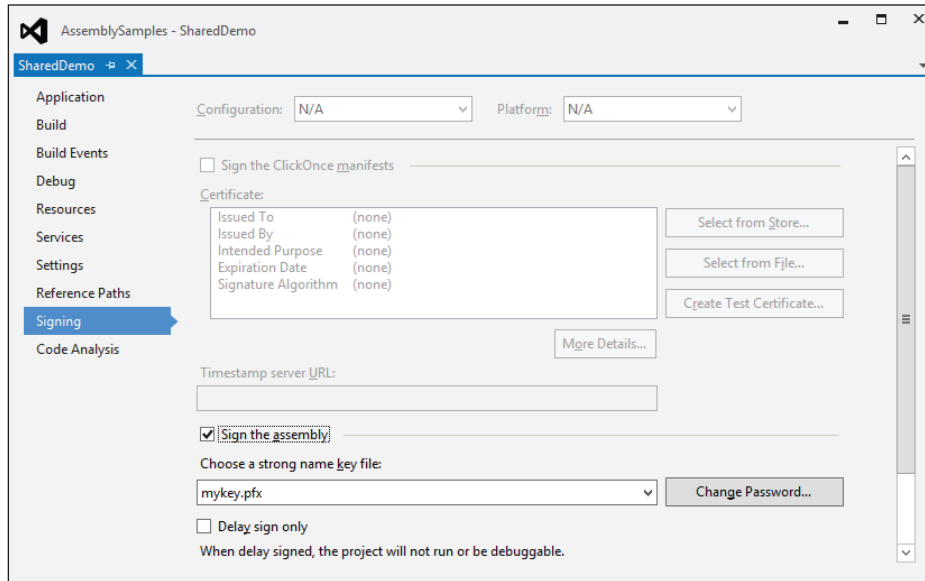 AssemblySamples - SharedDemo
SharedDemo
Application
Build
Build Events
Debug
Resources
Services
Settings
Reference Paths
Signing
Code Analysis
Configuration: N/A Platform: N/A
Sign the ClickOnce manifests
Certificate:
Issued To (none)
Issued By (none)
Intended Purpose (none)
Expiration Date (none)
Signature Algorithm (none)
Select from Store...
Select from File...
Create Test Certificate...
More Details...
Timestamp server URL:
Sign the assembly
Choose a strong name key file:
mykey.pfx
Change Password...
Delay sign only
When delay signed, the project will not run or be debuggable.